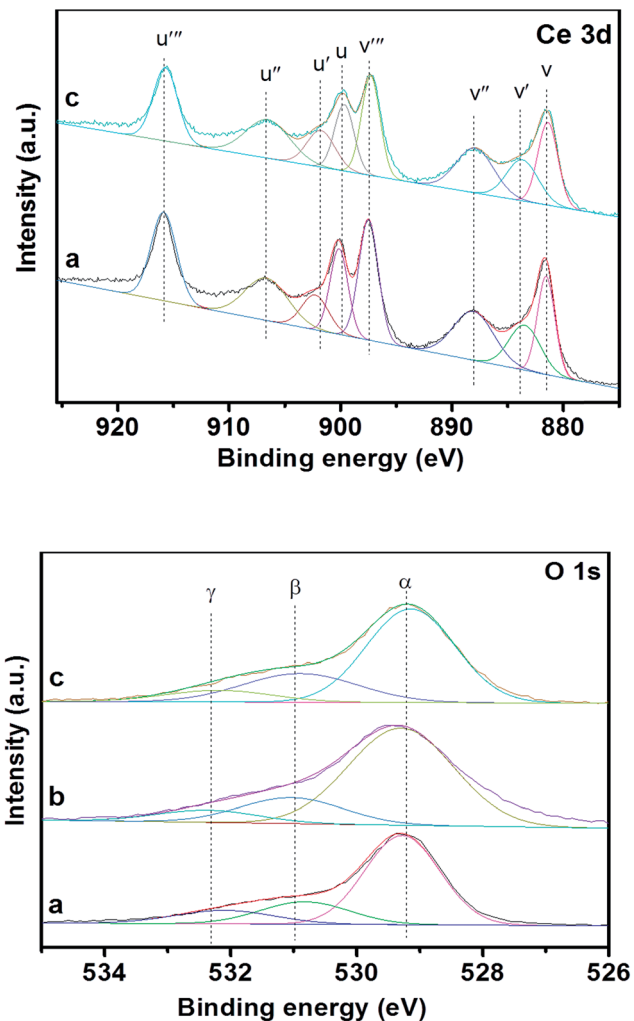 Ce 3d
u‴ u″ u′ u v‴ v″ v′ v
c
a
Intensity (a.u.)
920 910 900 890 880
Binding energy (eV)
O 1s
γ β α
c
b
a
Intensity (a.u.)
534 532 530 528 526
Binding energy (eV)